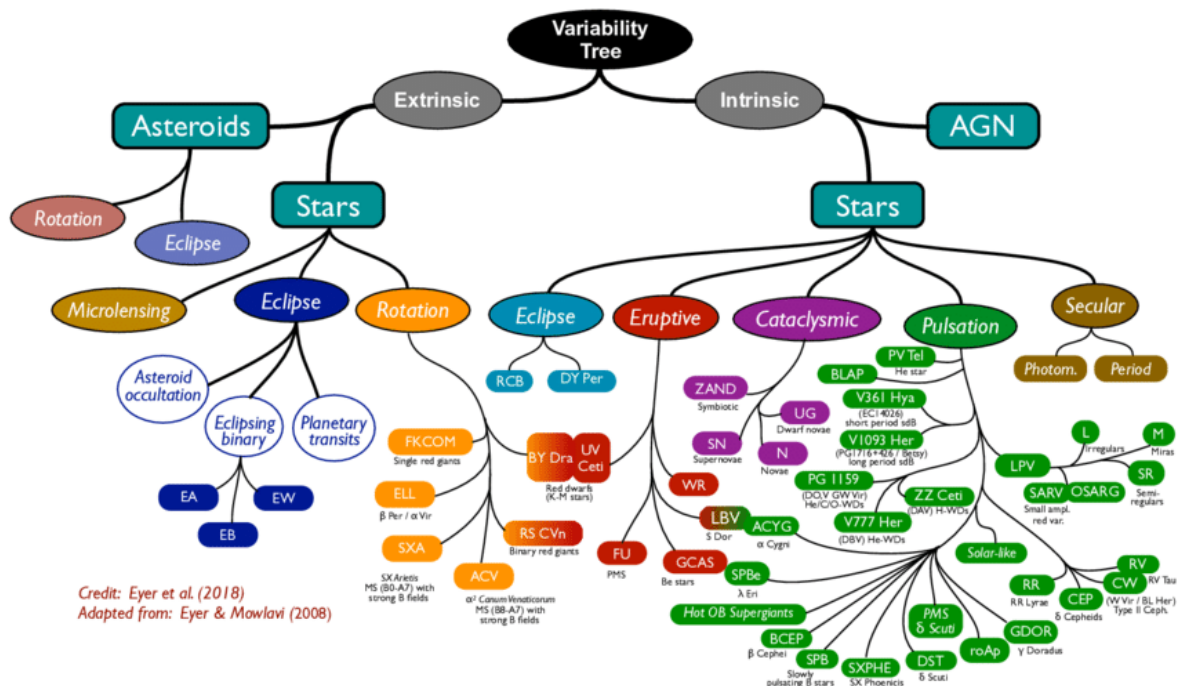 Variability
Tree
Extrinsic
Intrinsic
Asteroids
AGN
Rotation
Eclipse
Stars
Stars
Microlensing
Eclipse
Rotation
Eclipse
Eruptive
Cataclysmic
Pulsation
Secular
Asteroid
occultation
Eclipsing
binary
Planetary
transits
EA
EB
EW
FKCOM
Single red giants
ELL
β Per / α Vir
SXA
SX Arietis
MS (B0-A7) with
strong B fields
ACV
α² Canum Venaticorum
MS (B8-A7) with
strong B fields
BY Dra
UV
Ceti
Red dwarfs
(K-M stars)
RS CVn
Binary red giants
RCB
DY Per
WR
LBV
S Dor
FU
PMS
GCAS
Be stars
ZAND
Symbiotic
UG
Dwarf novae
SN
Supernovae
N
Novae
PV Tel
He star
BLAP
V361 Hya
(EC14026)
short period sdB
V1093 Her
(PG1716+426 / Betsy)
long period sdB
PG 1159
(DO,V GW Vir)
He/C/O-WDs
ZZ Ceti
(DAV) H-WDs
V777 Her
(DBV) He-WDs
Solar-like
L
Irregulars
M
Miras
LPV
SR
Semi-
regulars
SARV
Small ampl.
red var.
OSARG
ACYG
α Cygni
SPBe
λ Eri
Hot OB Supergiants
BCEP
β Cephei
SPB
Slowly
pulsating B stars
SXPHE
SX Phoenicis
DST
δ Scuti
PMS
δ Scuti
roAp
GDOR
γ Doradus
RR
RR Lyrae
CEP
δ Cepheids
RV
RV Tau
CW
(W Vir / BL Her)
Type II Ceph.
Photom.
Period
Credit: Eyer et al. (2018)
Adapted from: Eyer & Mowlavi (2008)